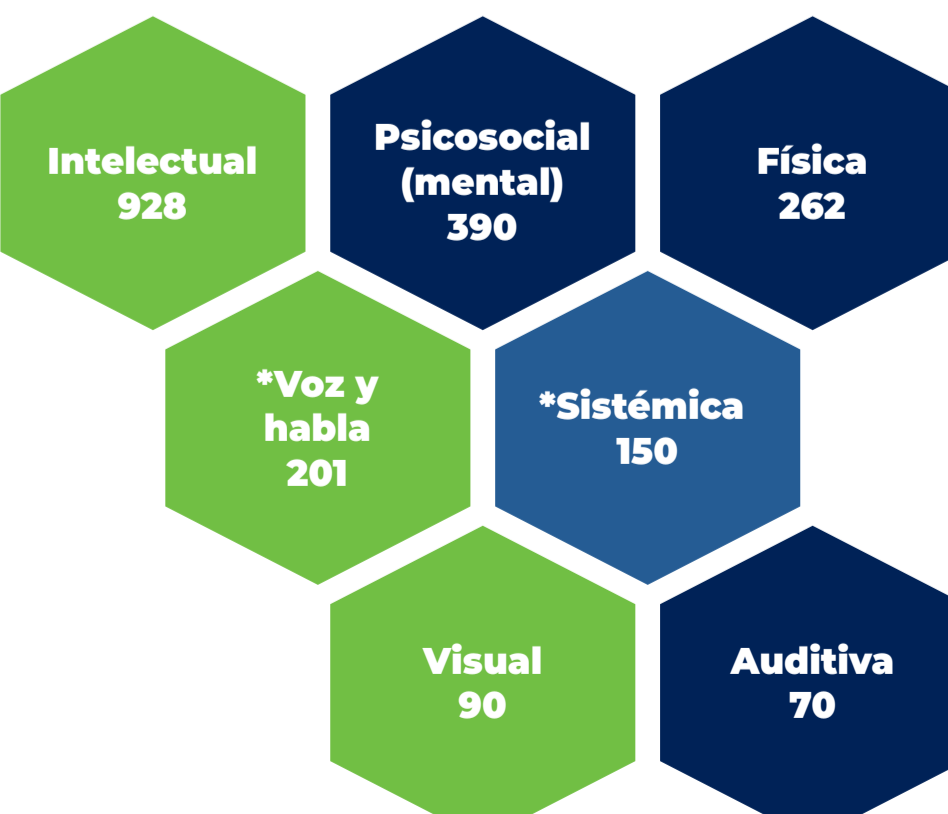 Intelectual
928
Psicosocial
(mental)
390
Física
262
*Voz y
habla
201
*Sistémica
150
Visual
90
Auditiva
70